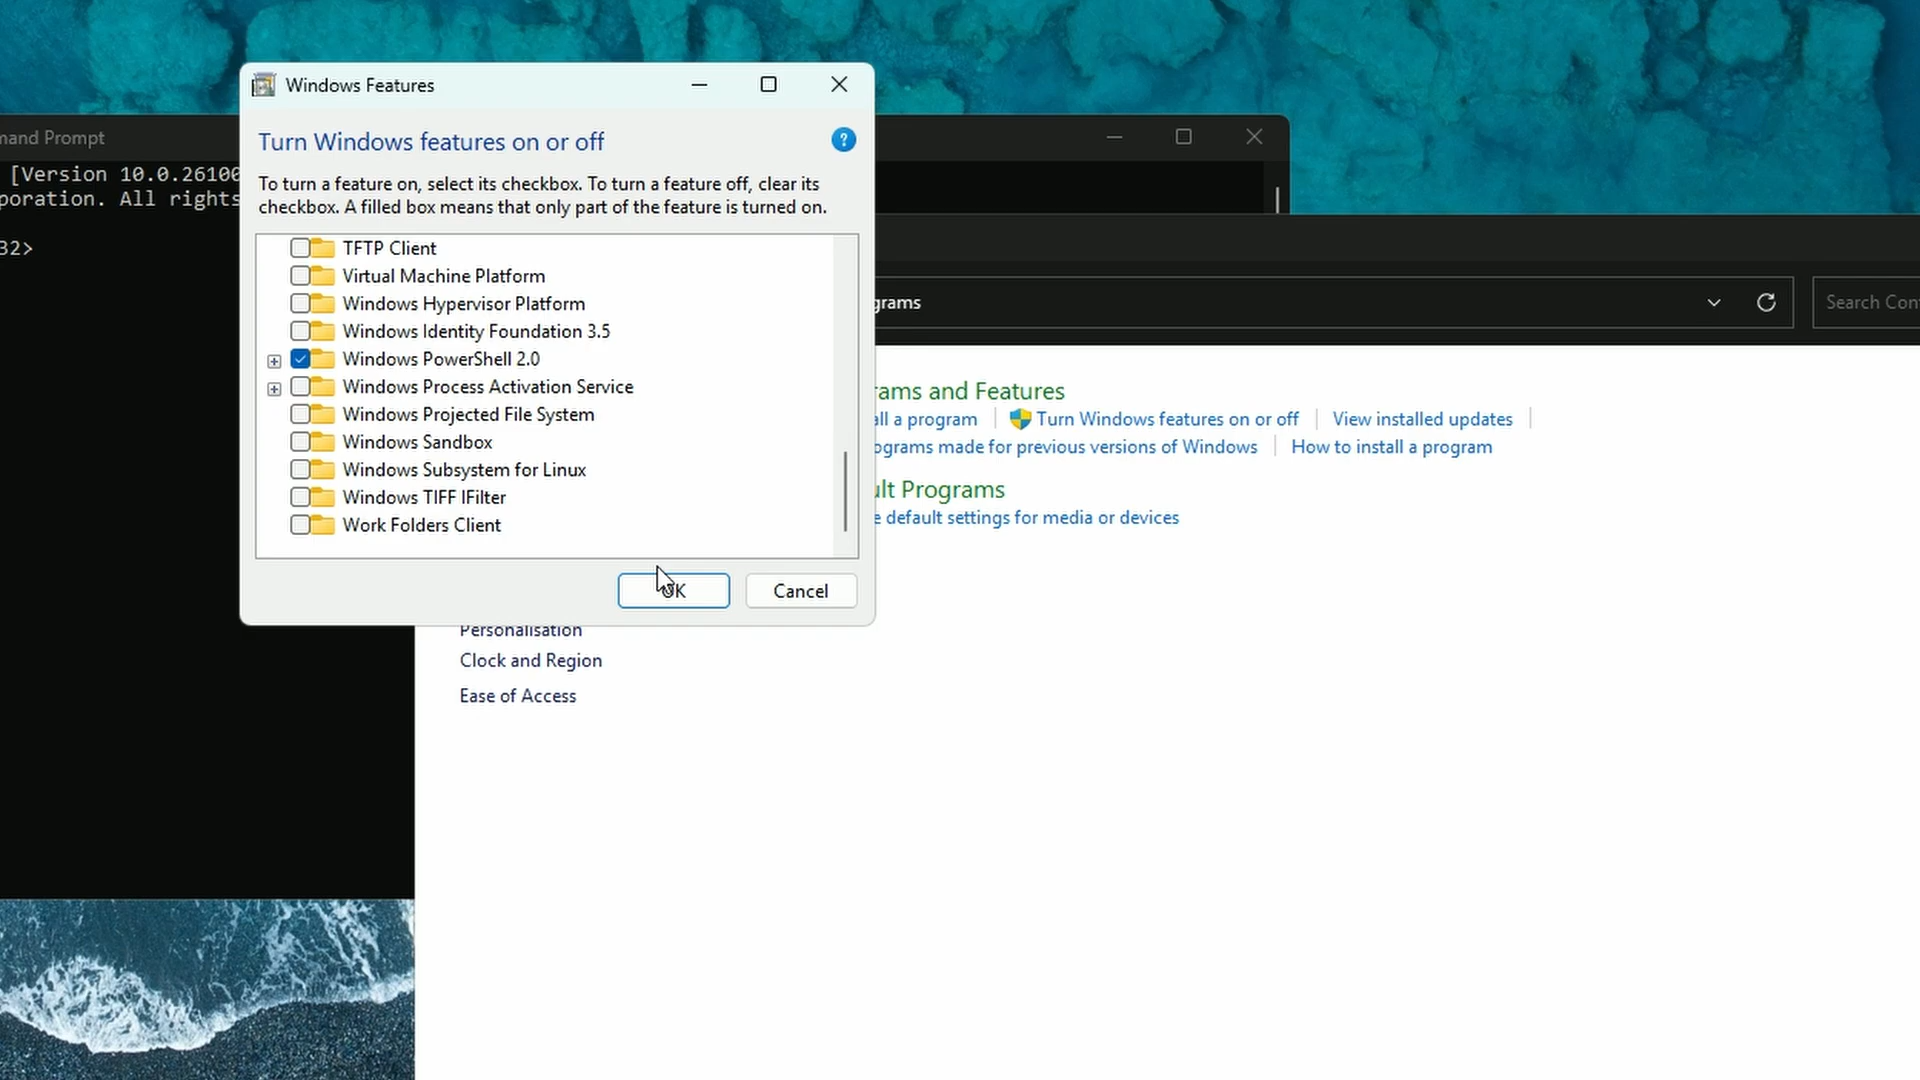 Windows Features
Turn Windows features on or off
?
To turn a feature on, select its checkbox. To turn a feature off, clear its
checkbox. A filled box means that only part of the feature is turned on.
TFTP Client
Virtual Machine Platform
Windows Hypervisor Platform
Windows Identity Foundation 3.5
Windows PowerShell 2.0
Windows Process Activation Service
Windows Projected File System
Windows Sandbox
Windows Subsystem for Linux
Windows TIFF IFilter
Work Folders Client
OK
Cancel
mand Prompt
[Version 10.0.26100
poration. All rights
32>
grams
Search Con
rams and Features
all a program
Turn Windows features on or off
View installed updates
ograms made for previous versions of Windows
How to install a program
ult Programs
e default settings for media or devices
Personalisation
Clock and Region
Ease of Access